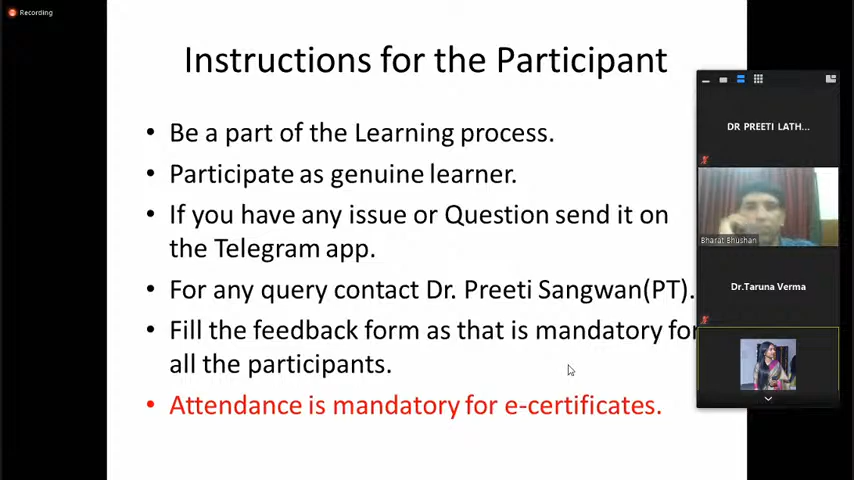 Recording
Instructions for the Participant
• Be a part of the Learning process.
• Participate as genuine learner.
• If you have any issue or Question send it on
the Telegram app.
• For any query contact Dr. Preeti Sangwan(PT).
• Fill the feedback form as that is mandatory for
all the participants.
• Attendance is mandatory for e-certificates.
DR PREETI LATH...
Bharat Bhushan
Dr.Taruna Verma